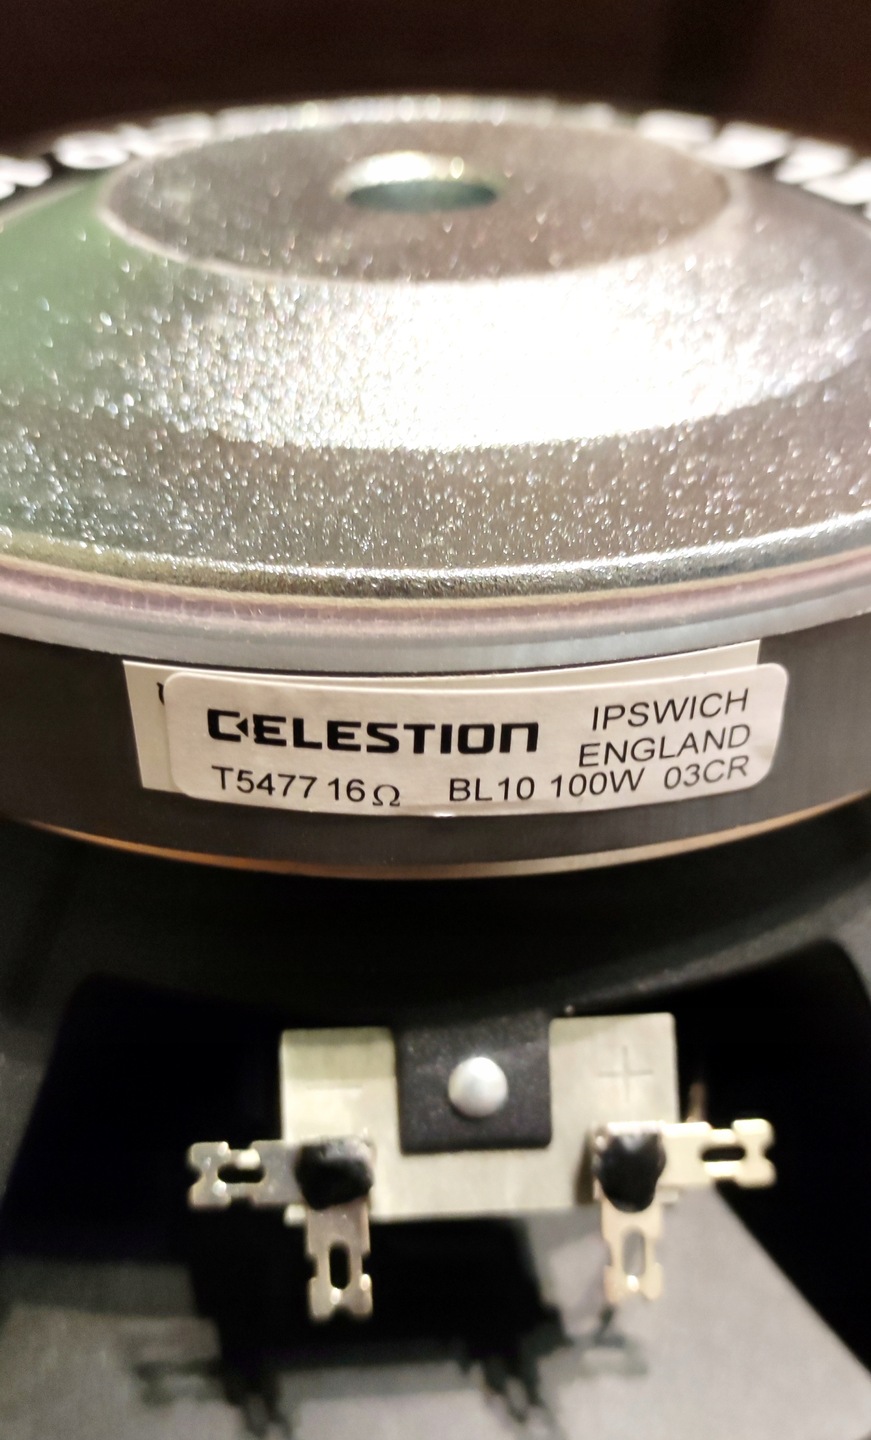 CELESTION
IPSWICH
ENGLAND
T5477 16Ω BL10 100W 03CR
- +